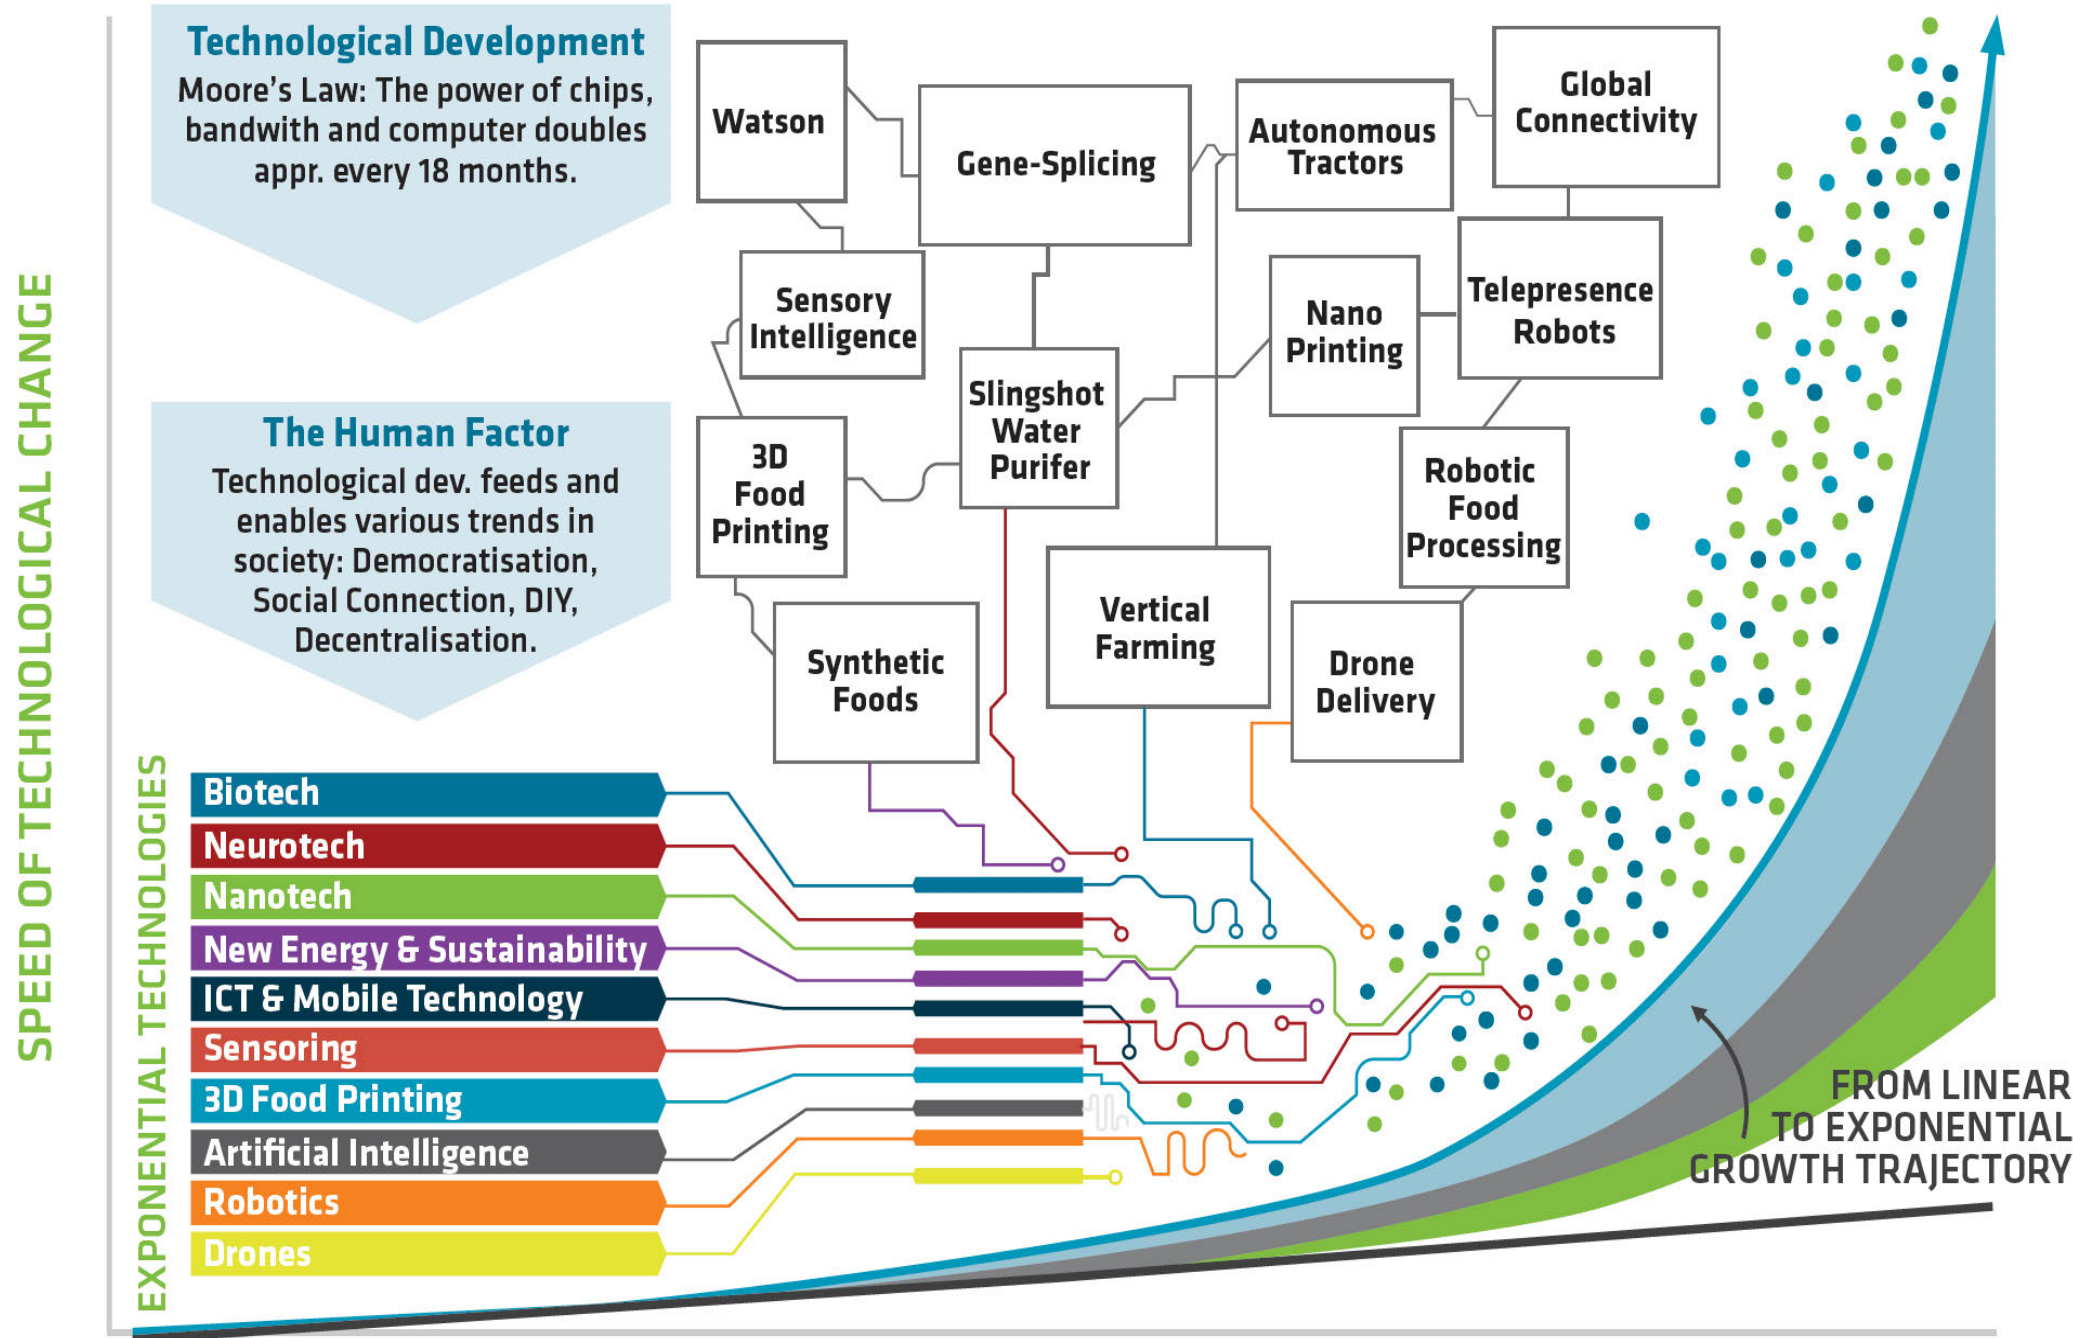 Technological Development
Moore's Law: The power of chips,
bandwith and computer doubles
appr. every 18 months.
The Human Factor
Technological dev. feeds and
enables various trends in
society: Democratisation,
Social Connection, DIY,
Decentralisation.
SPEED OF TECHNOLOGICAL CHANGE
EXPONENTIAL TECHNOLOGIES
Watson
Gene-Splicing
Autonomous
Tractors
Global
Connectivity
Sensory
Intelligence
Nano
Printing
Telepresence
Robots
Slingshot
Water
Purifer
3D
Food
Printing
Robotic
Food
Processing
Vertical
Farming
Synthetic
Foods
Drone
Delivery
Biotech
Neurotech
Nanotech
New Energy & Sustainability
ICT & Mobile Technology
Sensoring
3D Food Printing
Artificial Intelligence
Robotics
Drones
FROM LINEAR
TO EXPONENTIAL
GROWTH TRAJECTORY